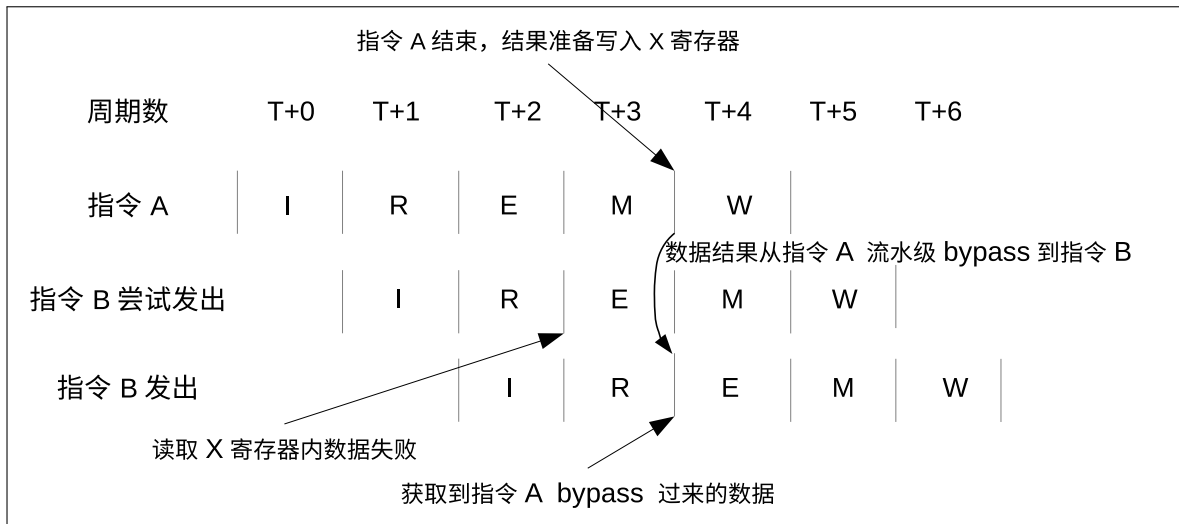 指令 A 结束，结果准备写入 X 寄存器
周期数 T+0 T+1 T+2 T+3 T+4 T+5 T+6
指令 A I R E M W
数据结果从指令 A 流水级 bypass 到指令 B
指令 B 尝试发出 I R E M W
指令 B 发出 I R E M W
读取 X 寄存器内数据失败
获取到指令 A bypass 过来的数据